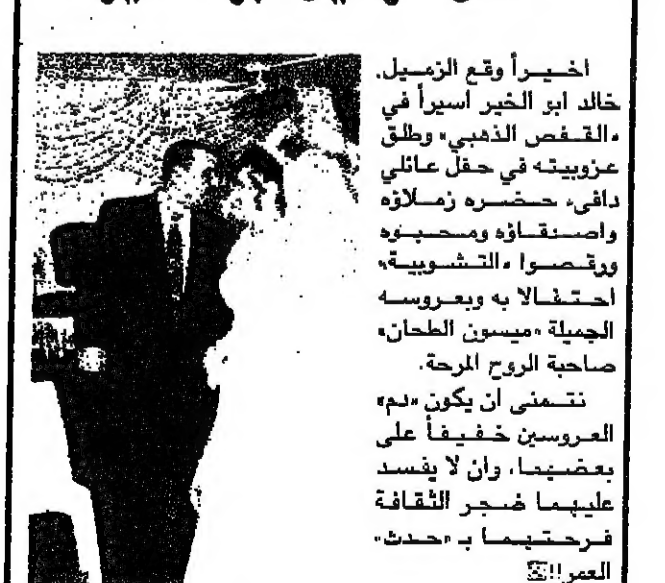 اخيراً وقع الزميل.
خالد ابو الخير اسيراً في
«القفص الذهبي» وطلق
عزوبيته في حفل عائلي
دافىء حضره زملاؤه
واصدقاؤه ومحبوه
ورقصوا «التشوبية»
احتفالا به وبعروسه
الجميلة «ميسون الطحان»
صاحبة الروح المرحة.
نتمنى ان يكون «دم»
العروسين خفيفاً على
بعضيهما، وان لا يفسد
عليهما ضجر الثقافة
فرحتيهما بـ «حدث»
العمر!!